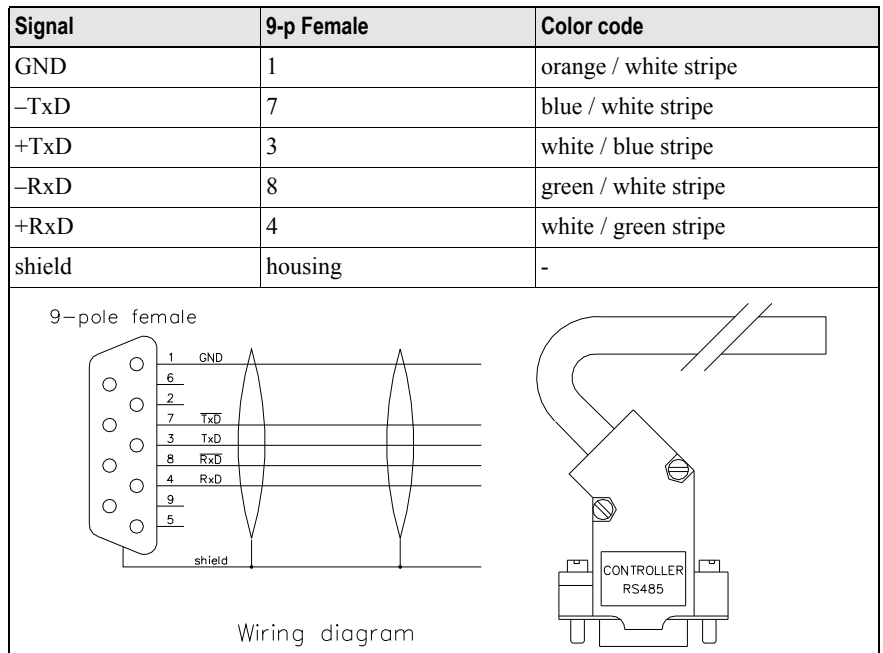 Signal 9-p Female Color code
GND 1 orange / white stripe
–TxD 7 blue / white stripe
+TxD 3 white / blue stripe
–RxD 8 green / white stripe
+RxD 4 white / green stripe
shield housing -
9-pole female
1 GND
6
2
7 T̅x̅D̅
3 TxD
8 R̅x̅D̅
4 RxD
9
5
shield
CONTROLLER
RS485
Wiring diagram